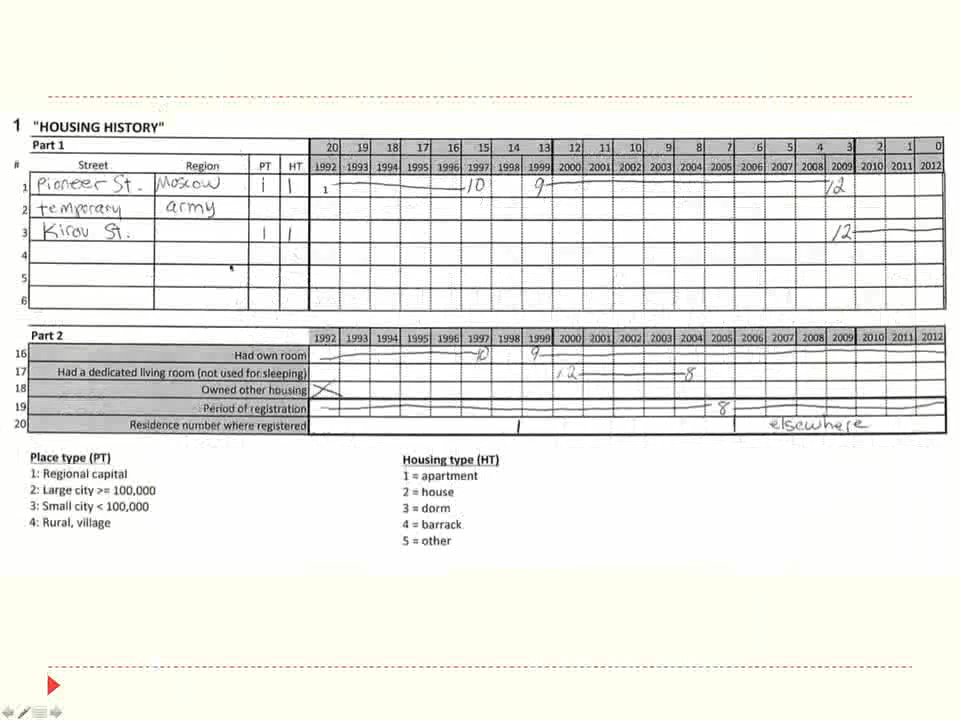 1 "HOUSING HISTORY"
Part 1 20 19 18 17 16 15 14 13 12 11 10 9 8 7 6 5 4 3 2 1 0
# Street Region PT HT 1992 1993 1994 1995 1996 1997 1998 1999 2000 2001 2002 2003 2004 2005 2006 2007 2008 2009 2010 2011 2012
1 Pioneer St. Moscow 1 1 1 10 9 12
2 temporary army
3 Kirov St. 1 1 12
4
5
6
Part 2 1992 1993 1994 1995 1996 1997 1998 1999 2000 2001 2002 2003 2004 2005 2006 2007 2008 2009 2010 2011 2012
16 Had own room 10 9
17 Had a dedicated living room (not used for sleeping) 12 8
18 Owned other housing X
19 Period of registration 8
20 Residence number where registered 1 elsewhere
Place type (PT)
1: Regional capital
2: Large city >= 100,000
3: Small city < 100,000
4: Rural, village
Housing type (HT)
1 = apartment
2 = house
3 = dorm
4 = barrack
5 = other